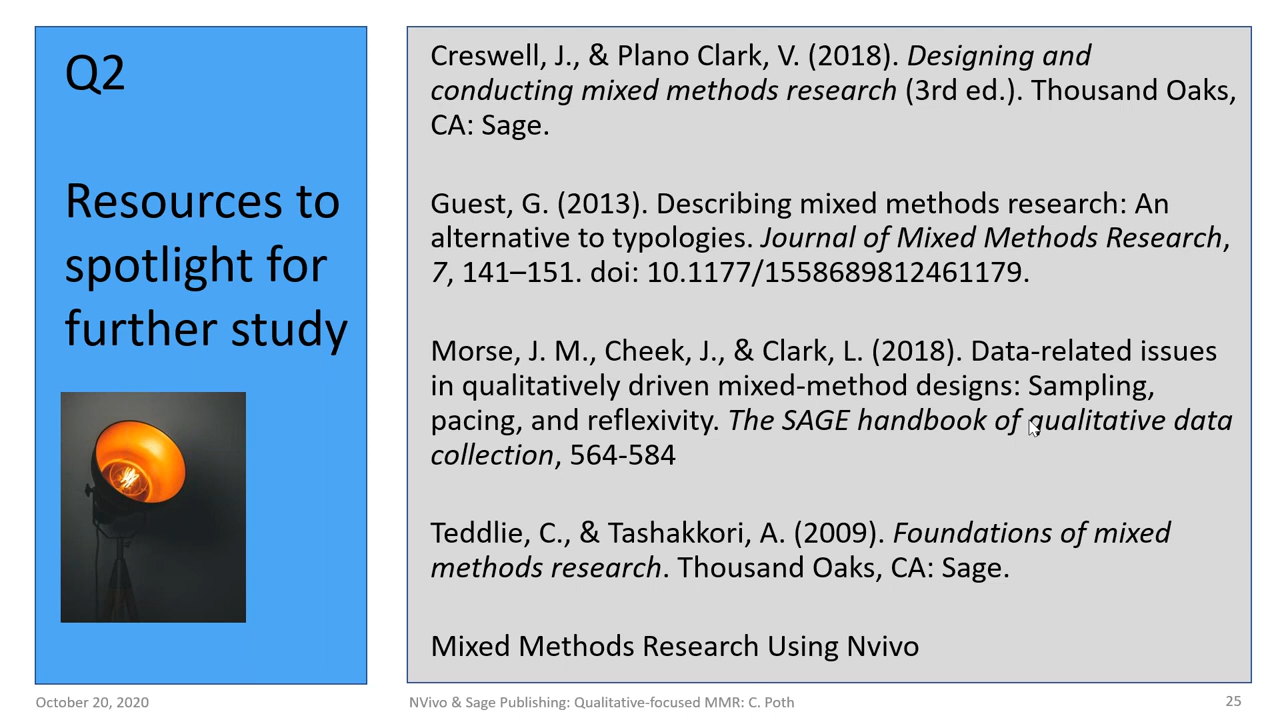 Q2
Resources to
spotlight for
further study
Creswell, J., & Plano Clark, V. (2018). Designing and
conducting mixed methods research (3rd ed.). Thousand Oaks,
CA: Sage.
Guest, G. (2013). Describing mixed methods research: An
alternative to typologies. Journal of Mixed Methods Research,
7, 141–151. doi: 10.1177/1558689812461179.
Morse, J. M., Cheek, J., & Clark, L. (2018). Data-related issues
in qualitatively driven mixed-method designs: Sampling,
pacing, and reflexivity. The SAGE handbook of qualitative data
collection, 564-584
Teddlie, C., & Tashakkori, A. (2009). Foundations of mixed
methods research. Thousand Oaks, CA: Sage.
Mixed Methods Research Using Nvivo
October 20, 2020
NVivo & Sage Publishing: Qualitative-focused MMR: C. Poth
25